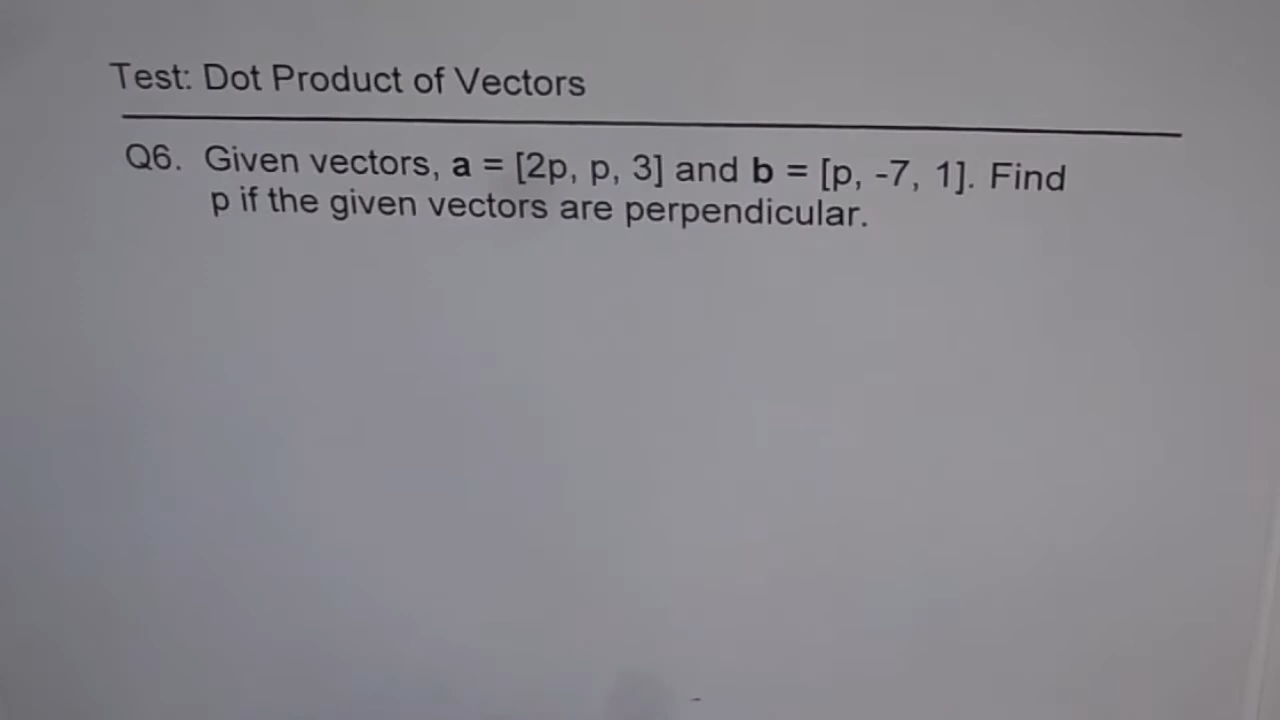 Test: Dot Product of Vectors
Q6. Given vectors, a = [2p, p, 3] and b = [p, -7, 1]. Find
p if the given vectors are perpendicular.